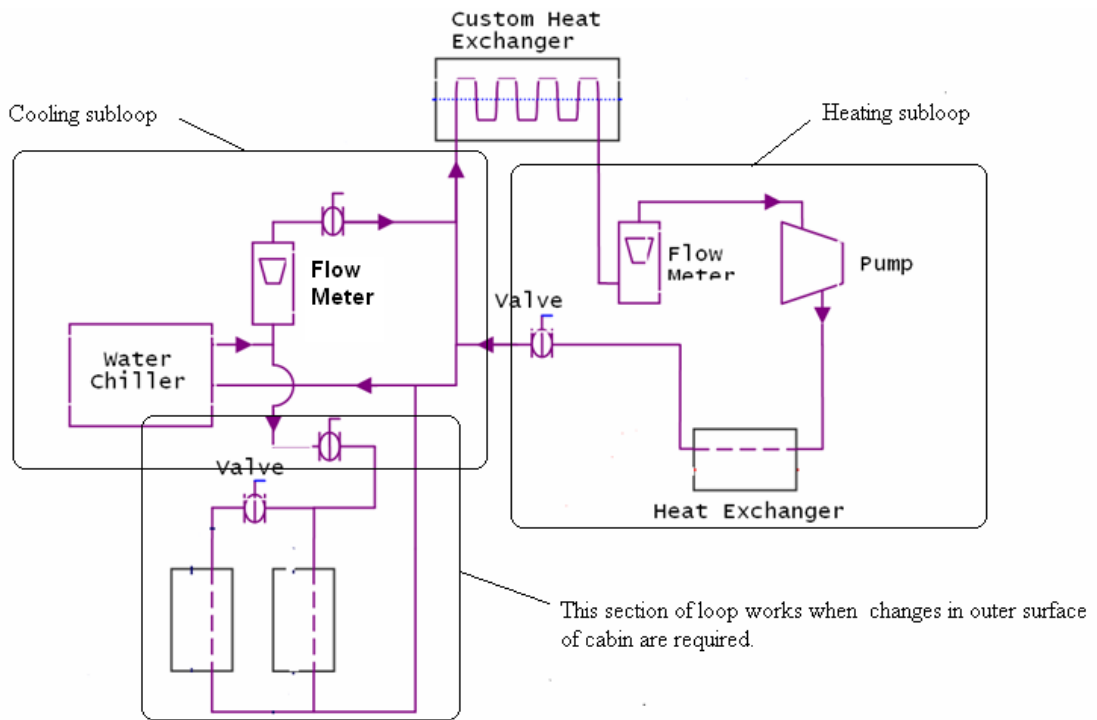 Custom Heat
Exchanger
Cooling subloop
Heating subloop
Flow
Meter
Flow
Meter
Pump
Valve
Water
Chiller
Valve
Heat Exchanger
This section of loop works when changes in outer surface
of cabin are required.